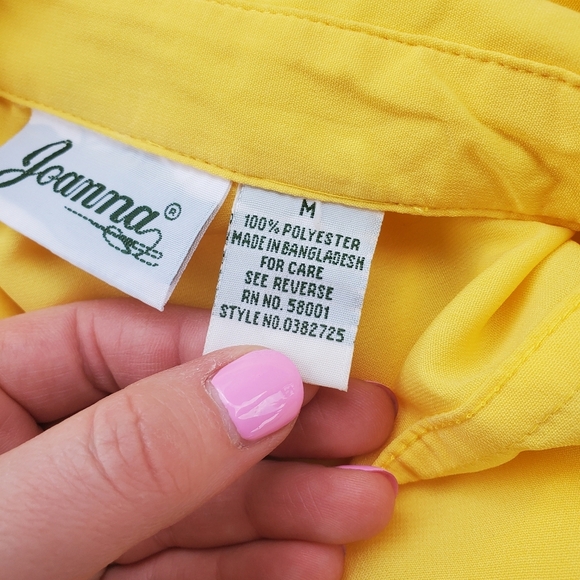 Joanna®
M
100% POLYESTER
MADE IN BANGLADESH
FOR CARE
SEE REVERSE
RN NO. 58001
STYLE NO.0382725